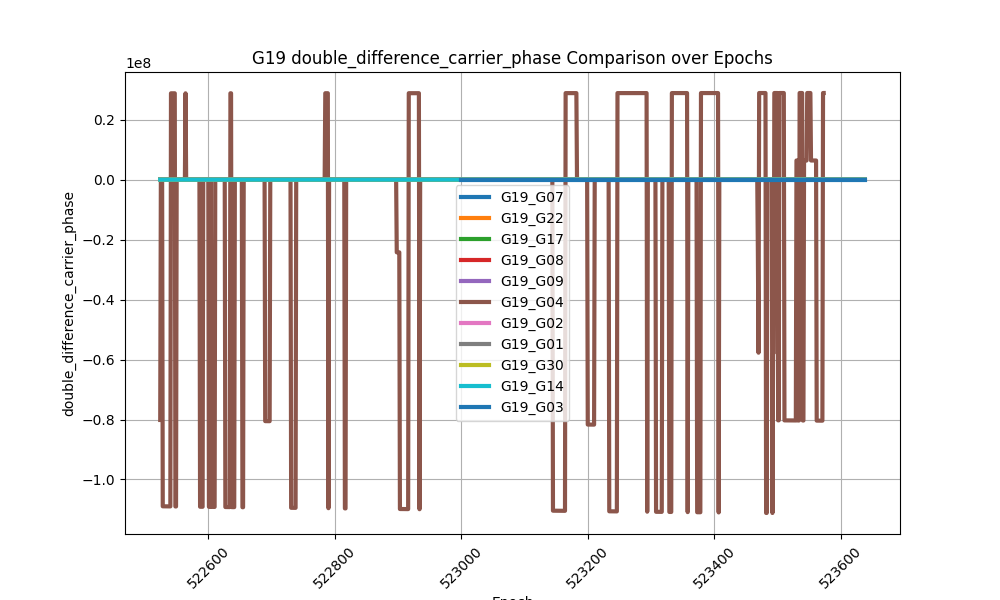 G19 double_difference_carrier_phase Comparison over Epochs
1e8
0.2
0.0
−0.2
−0.4
−0.6
−0.8
−1.0
double_difference_carrier_phase
G19_G07
G19_G22
G19_G17
G19_G08
G19_G09
G19_G04
G19_G02
G19_G01
G19_G30
G19_G14
G19_G03
522600
522800
523000
523200
523400
523600
Epoch